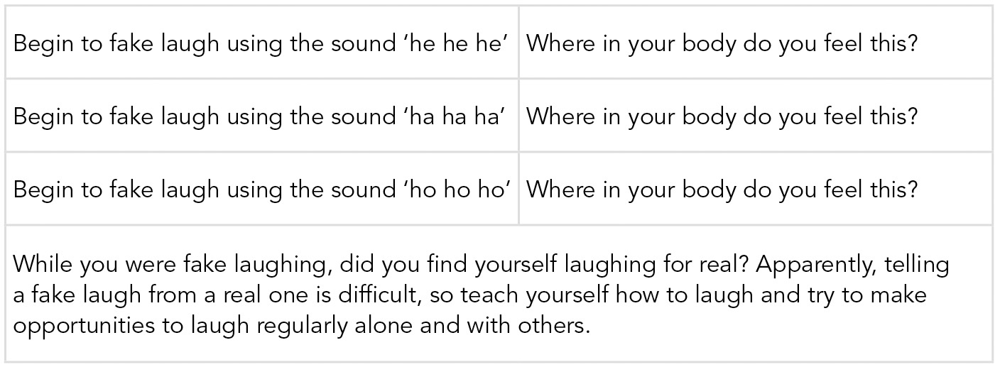 Begin to fake laugh using the sound ‘he he he’ Where in your body do you feel this?
Begin to fake laugh using the sound ‘ha ha ha’ Where in your body do you feel this?
Begin to fake laugh using the sound ‘ho ho ho’ Where in your body do you feel this?
While you were fake laughing, did you find yourself laughing for real? Apparently, telling
a fake laugh from a real one is difficult, so teach yourself how to laugh and try to make
opportunities to laugh regularly alone and with others.